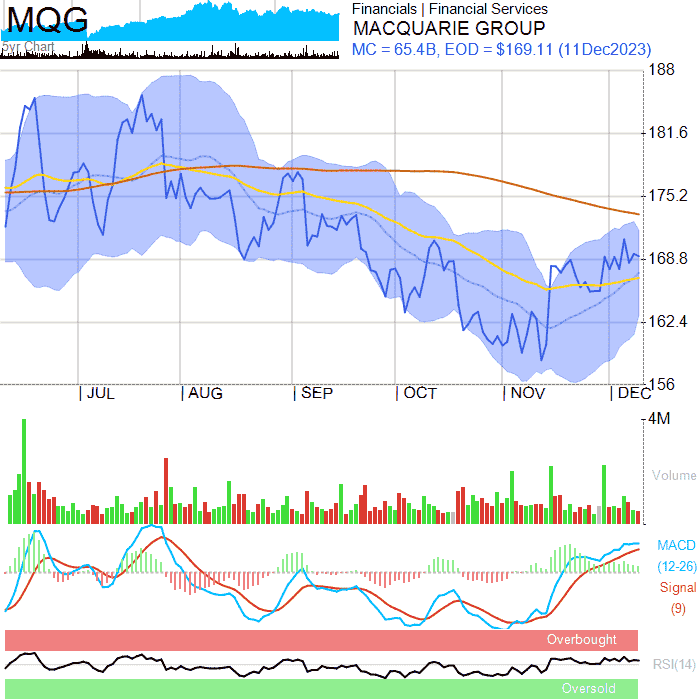 MQG
5yr Chart
Financials | Financial Services
MACQUARIE GROUP
MC = 65.4B, EOD = $169.11 (11Dec2023)
188
181.6
175.2
168.8
162.4
156
JUL AUG SEP OCT NOV DEC
4M
Volume
MACD
(12-26)
Signal
(9)
Overbought
RSI(14)
Oversold